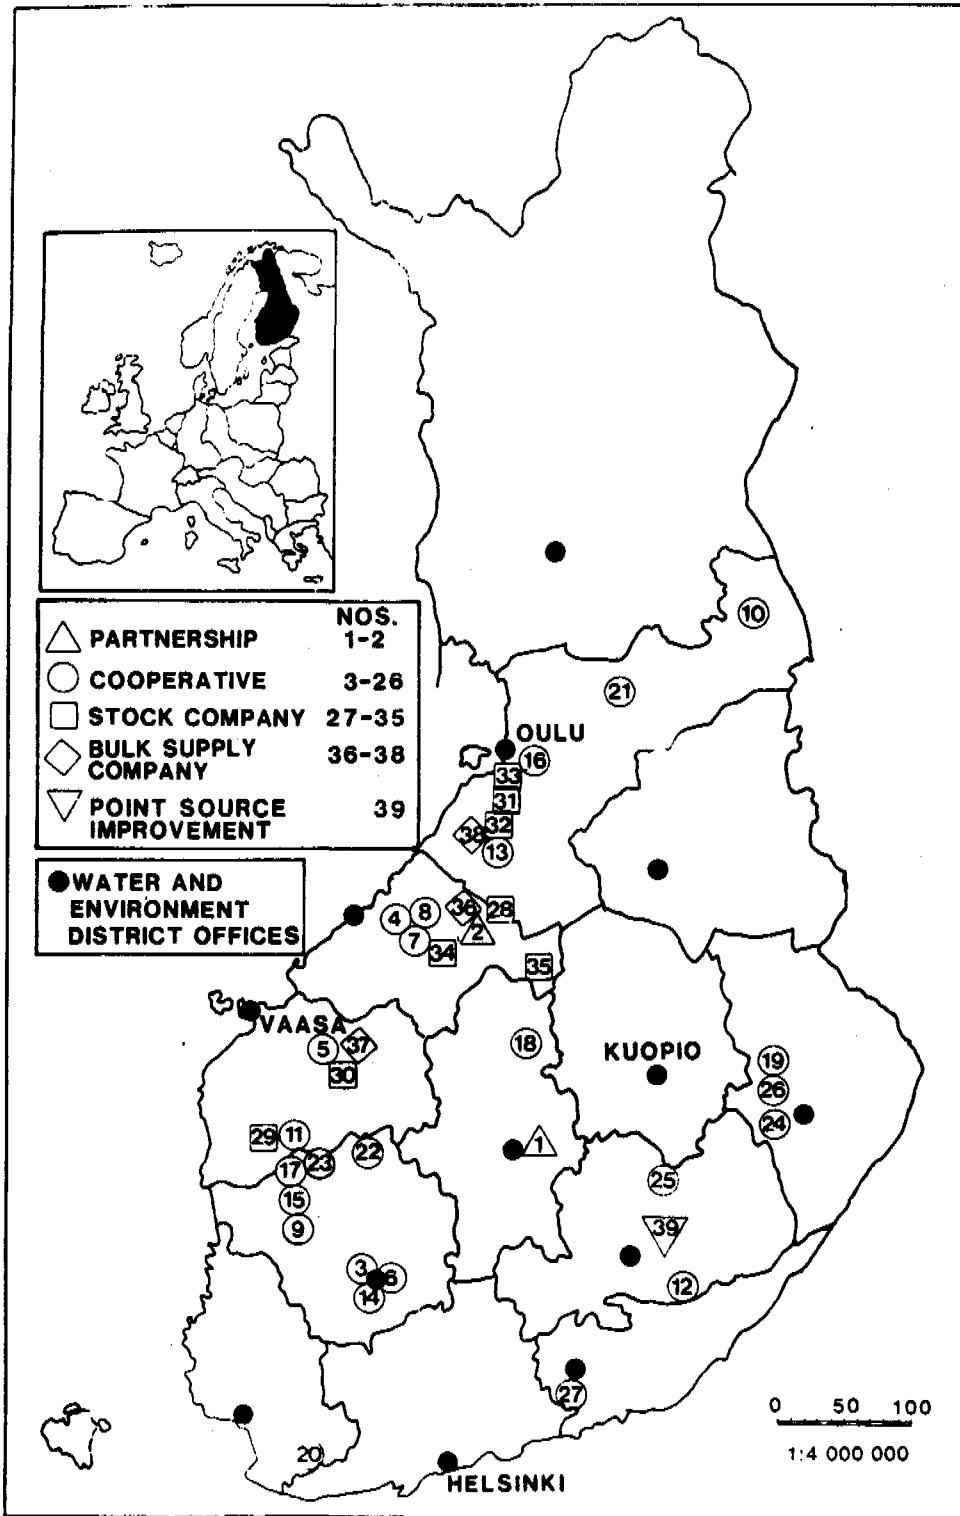 NOS.
PARTNERSHIP 1-2
COOPERATIVE 3-26
STOCK COMPANY 27-35
BULK SUPPLY
COMPANY 36-38
POINT SOURCE
IMPROVEMENT 39
WATER AND
ENVIRONMENT
DISTRICT OFFICES
10
21
OULU
16
33
31
32
38
13
4
8
36
28
7
2
34
35
VAASA
5
37
30
18
KUOPIO
19
26
24
29
11
23
22
17
1
15
25
9
39
3
6
14
12
27
20
HELSINKI
0 50 100
1:4 000 000